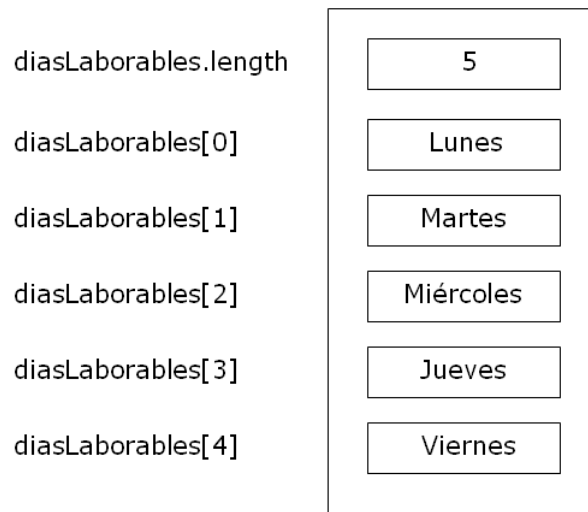 diasLaborables.length 5
diasLaborables[0] Lunes
diasLaborables[1] Martes
diasLaborables[2] Miércoles
diasLaborables[3] Jueves
diasLaborables[4] Viernes